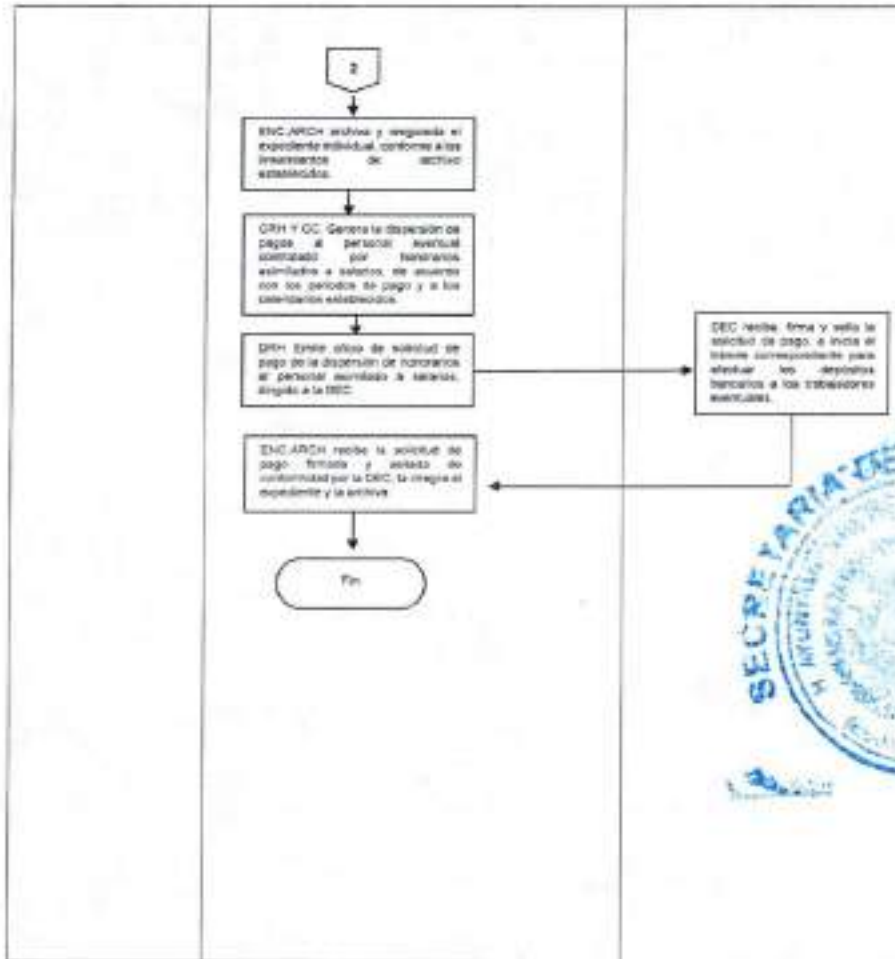 2
ENC.ARCH archiva y resguarda el
expediente individual, conforme a los
lineamientos de archivo
establecidos.
DRH Y CC. Genera la dispersión de
pagos al personal eventual
contratado por honorarios
asimilados a salarios, de acuerdo
con los periodos de pago y a los
calendarios establecidos.
DRH Emite oficio de solicitud de
pago de la dispersión de honorarios
al personal asimilado a salarios,
dirigido a la DEC.
DEC recibe, firma y sella la
solicitud de pago, e inicia el
trámite correspondiente para
efectuar los depósitos
bancarios a los trabajadores
eventuales.
ENC.ARCH recibe la solicitud de
pago firmada y sellada de
conformidad por la DEC, la integra al
expediente y la archiva.
Fin
SECRETARIA DE